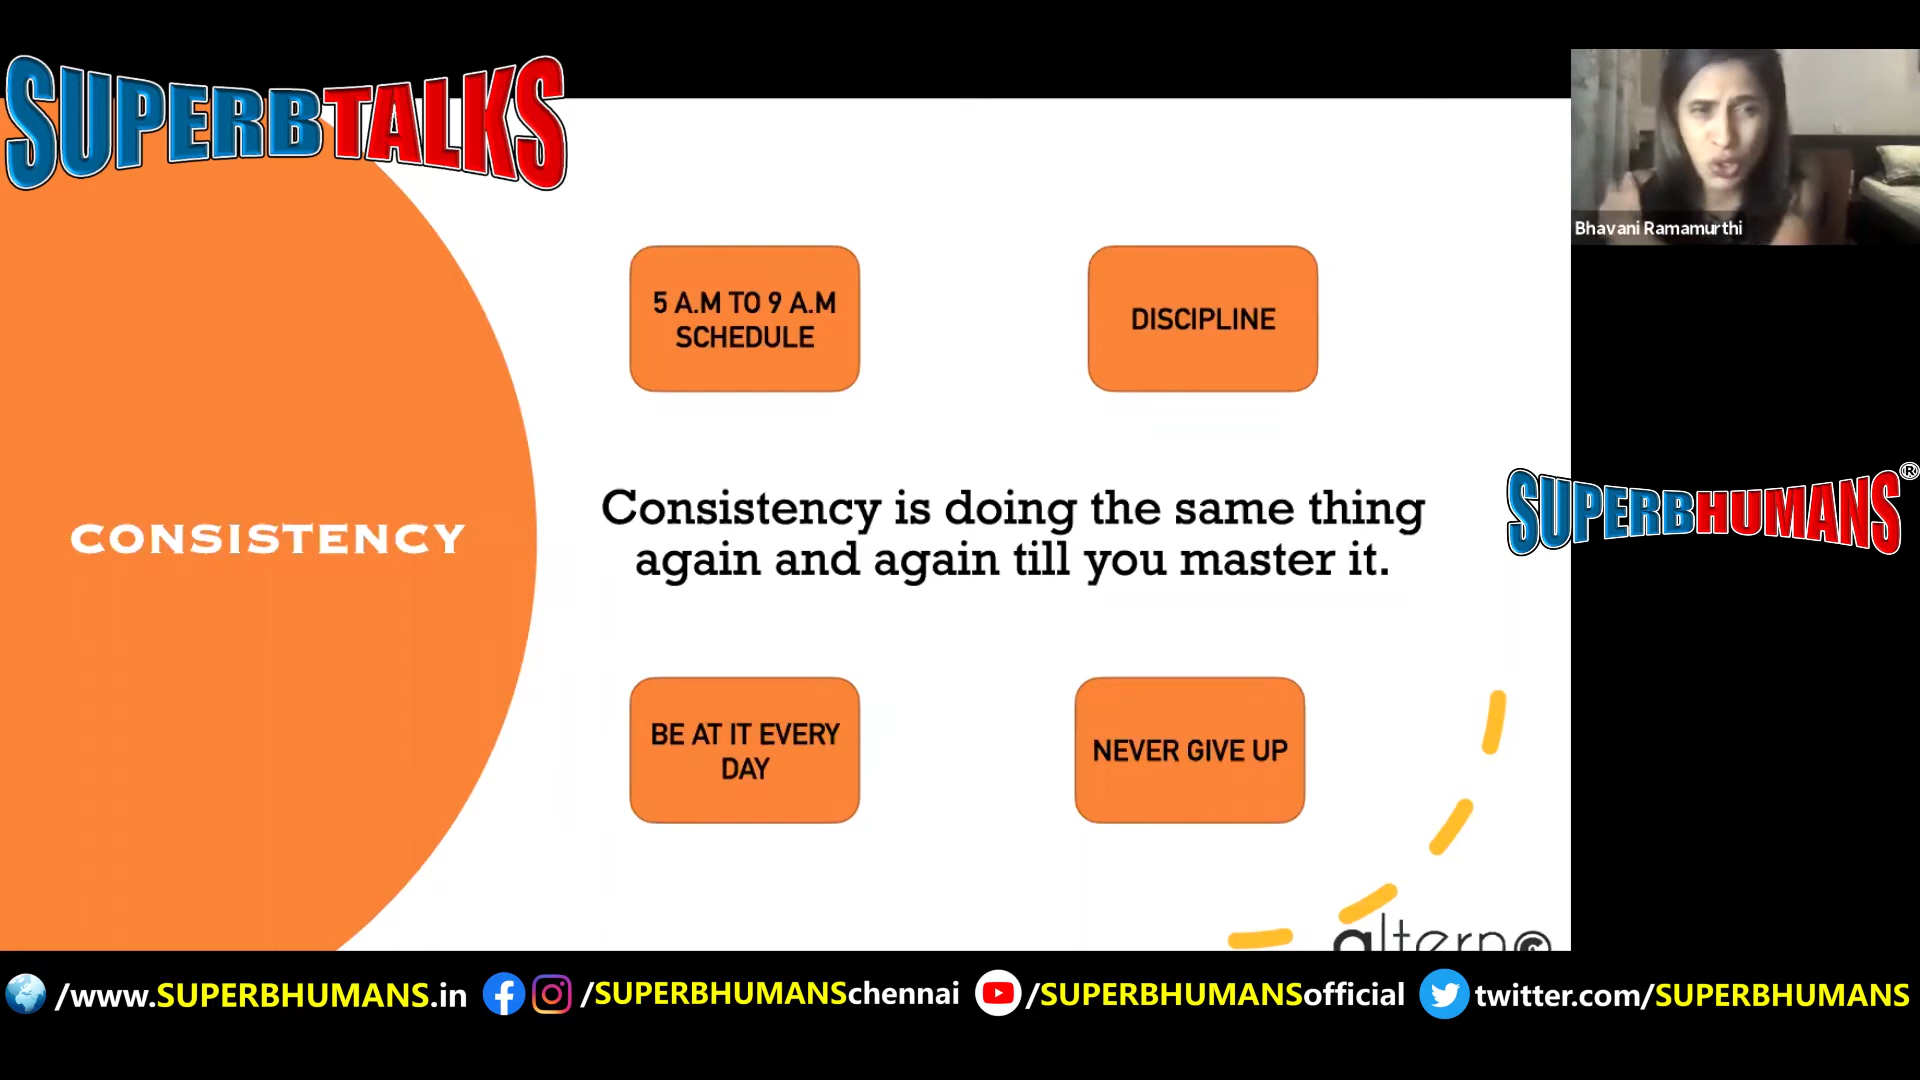 SUPERBTALKS
Bhavani Ramamurthi
5 A.M TO 9 A.M
SCHEDULE
DISCIPLINE
CONSISTENCY
Consistency is doing the same thing
again and again till you master it.
SUPERBHUMANS®
BE AT IT EVERY
DAY
NEVER GIVE UP
/www.SUPERBHUMANS.in
/SUPERBHUMANSchennai
/SUPERBHUMANSofficial
twitter.com/SUPERBHUMANS